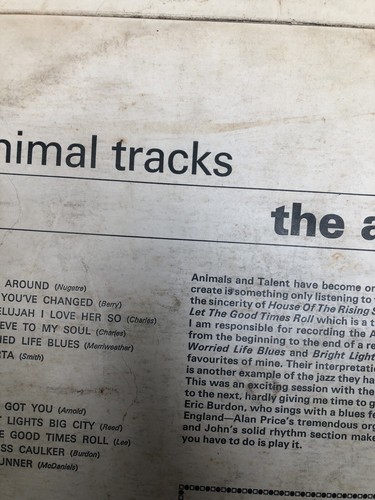 nimal tracks
the a
AROUND (Nugetre)
YOU'VE CHANGED (Berry)
ELUJAH I LOVE HER SO (Charles)
EVE TO MY SOUL (Charles)
IED LIFE BLUES (Merriweather)
RTA (Smith)
GOT YOU (Arnold)
LIGHTS BIG CITY (Reed)
E GOOD TIMES ROLL (Lee)
SS CAULKER (Burdon)
UNNER (McDaniels)
Animals and Talent have become on
create is something only listening to t
the sincerity of House Of The Rising S
Let The Good Times Roll which is a t
I am responsible for recording the A
from the beginning to the end of a re
Worried Life Blues and Bright Light
favourites of mine. Their interpretatio
is another example of the jazz they ha
This was an exciting session with the
to the next, hardly giving me time to g
Eric Burdon, who sings with a blues fe
England—Alan Price's tremendous org
and John's solid rhythm section make
you have to do is play it.